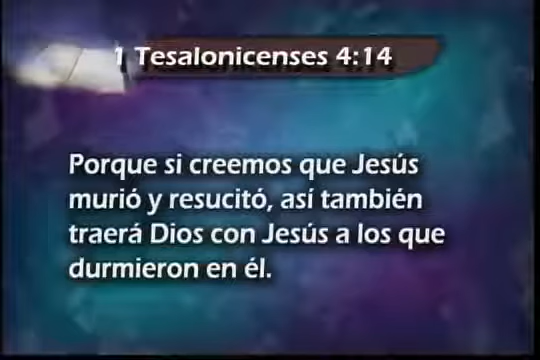 1 Tesalonicenses 4:14
Porque si creemos que Jesús
murió y resucitó, así también
traerá Dios con Jesús a los que
durmieron en él.